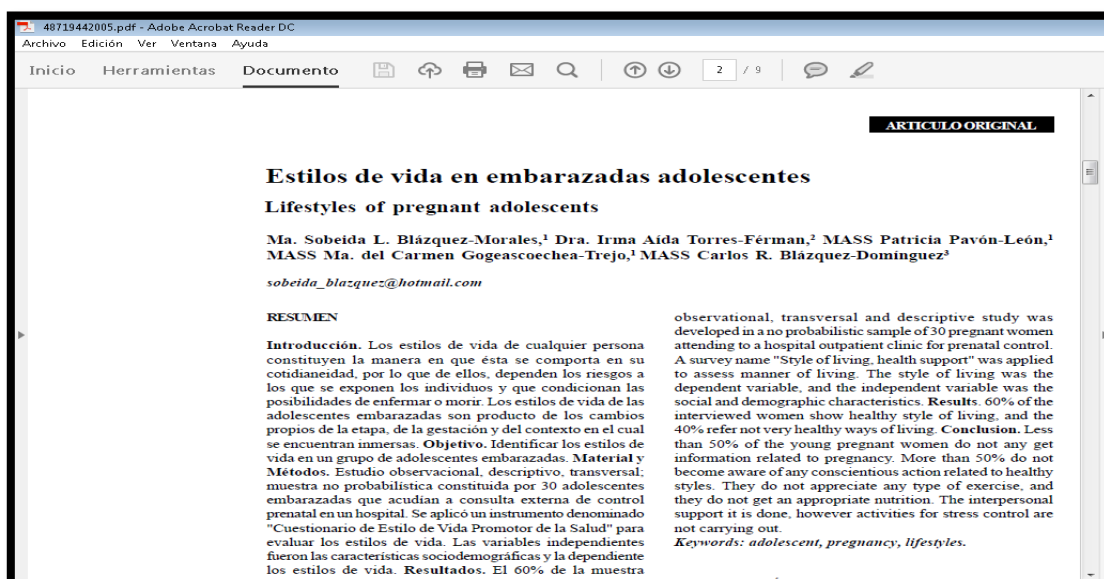 48719442005.pdf - Adobe Acrobat Reader DC
Archivo Edición Ver Ventana Ayuda
Inicio Herramientas Documento 2 / 9
ARTICULO ORIGINAL
Estilos de vida en embarazadas adolescentes
Lifestyles of pregnant adolescents
Ma. Sobeida L. Blázquez-Morales,¹ Dra. Irma Aída Torres-Férman,² MASS Patricia Pavón-León,¹
MASS Ma. del Carmen Gogeascoechea-Trejo,¹ MASS Carlos R. Blázquez-Domínguez³
sobeida_blazquez@hotmail.com
RESUMEN
Introducción. Los estilos de vida de cualquier persona
constituyen la manera en que ésta se comporta en su
cotidianeidad, por lo que de ellos, dependen los riesgos a
los que se exponen los individuos y que condicionan las
posibilidades de enfermar o morir. Los estilos de vida de las
adolescentes embarazadas son producto de los cambios
propios de la etapa, de la gestación y del contexto en el cual
se encuentran inmersas. Objetivo. Identificar los estilos de
vida en un grupo de adolescentes embarazadas. Material y
Métodos. Estudio observacional, descriptivo, transversal;
muestra no probabilística constituida por 30 adolescentes
embarazadas que acudían a consulta externa de control
prenatal en un hospital. Se aplicó un instrumento denominado
"Cuestionario de Estilo de Vida Promotor de la Salud" para
evaluar los estilos de vida. Las variables independientes
fueron las características sociodemográficas y la dependiente
los estilos de vida. Resultados. El 60% de la muestra
observational, transversal and descriptive study was
developed in a no probabilistic sample of 30 pregnant women
attending to a hospital outpatient clinic for prenatal control.
A survey name "Style of living, health support" was applied
to assess manner of living. The style of living was the
dependent variable, and the independent variable was the
social and demographic characteristics. Results. 60% of the
interviewed women show healthy style of living, and the
40% refer not very healthy ways of living. Conclusion. Less
than 50% of the young pregnant women do not any get
information related to pregnancy. More than 50% do not
become aware of any conscientious action related to healthy
styles. They do not appreciate any type of exercise, and
they do not get an appropriate nutrition. The interpersonal
support it is done, however activities for stress control are
not carrying out.
Keywords: adolescent, pregnancy, lifestyles.